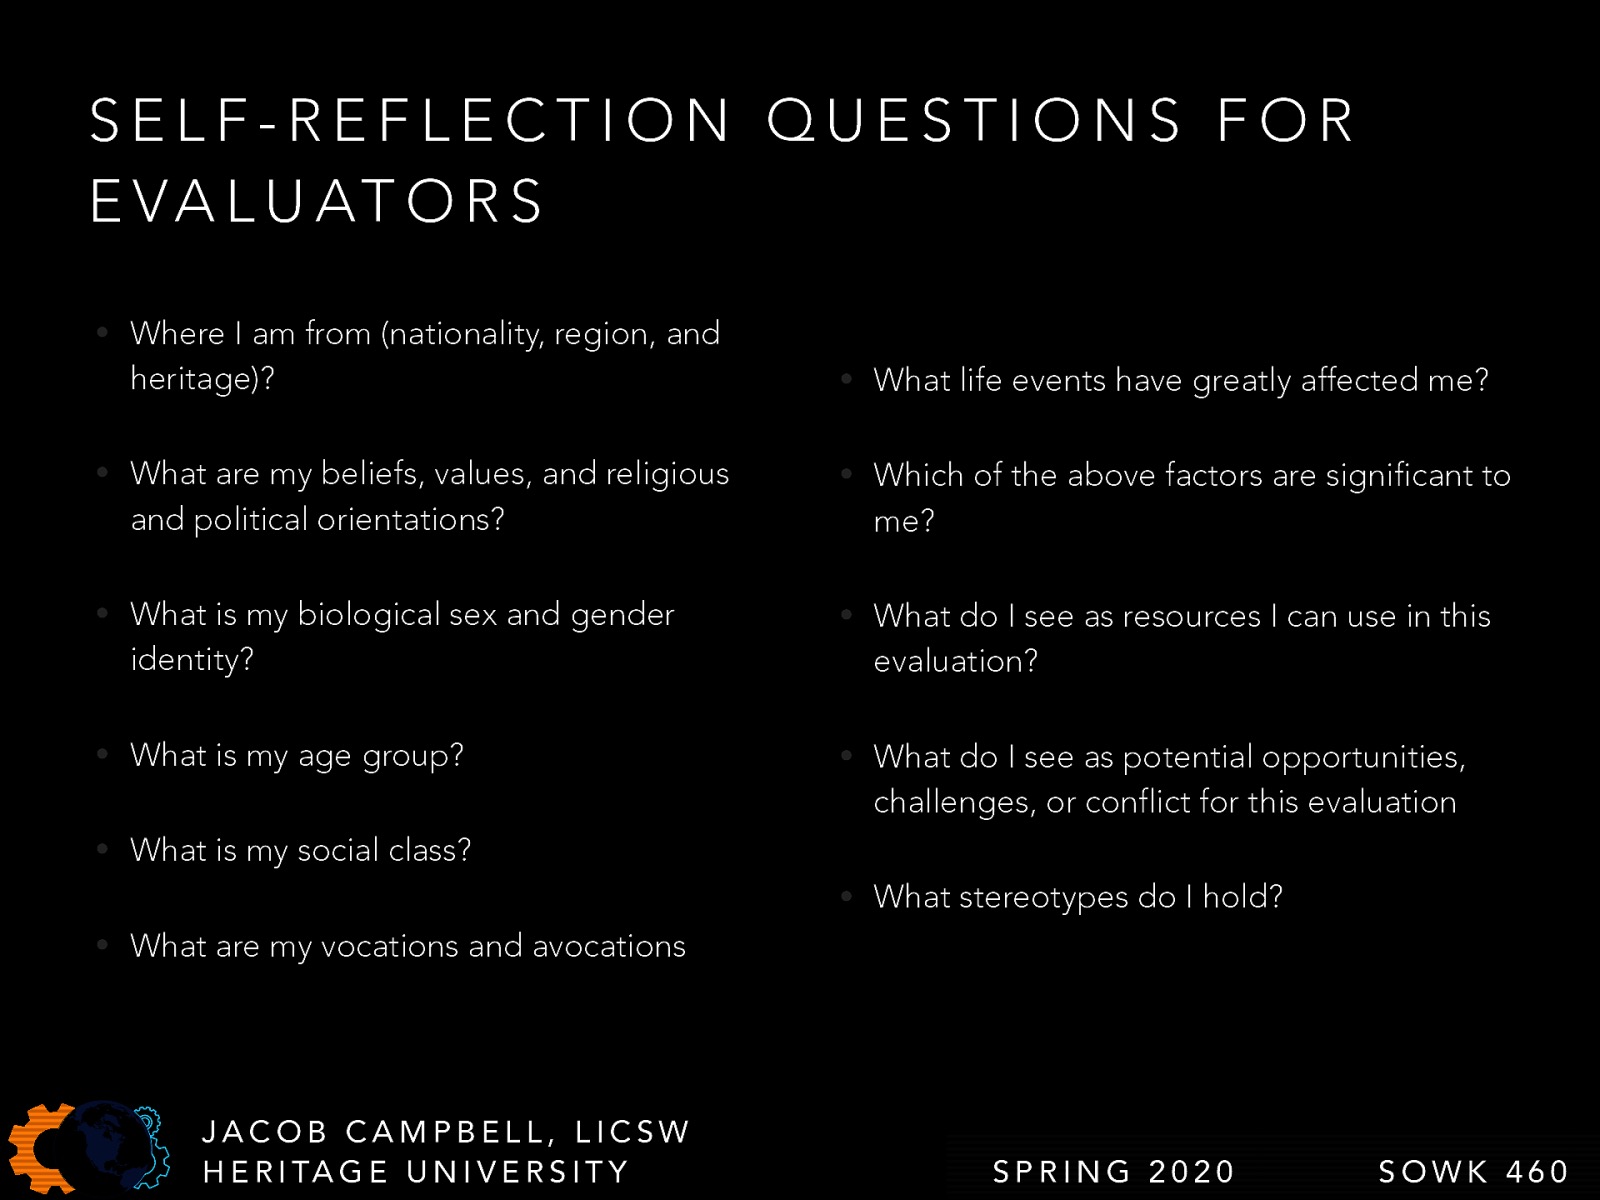 SELF-REFLECTION QUESTIONS FOR
EVALUATORS
• Where I am from (nationality, region, and
heritage)?
• What are my beliefs, values, and religious
and political orientations?
• What is my biological sex and gender
identity?
• What is my age group?
• What is my social class?
• What are my vocations and avocations
• What life events have greatly affected me?
• Which of the above factors are significant to
me?
• What do I see as resources I can use in this
evaluation?
• What do I see as potential opportunities,
challenges, or conflict for this evaluation
• What stereotypes do I hold?
JACOB CAMPBELL, LICSW
HERITAGE UNIVERSITY
SPRING 2020
SOWK 460